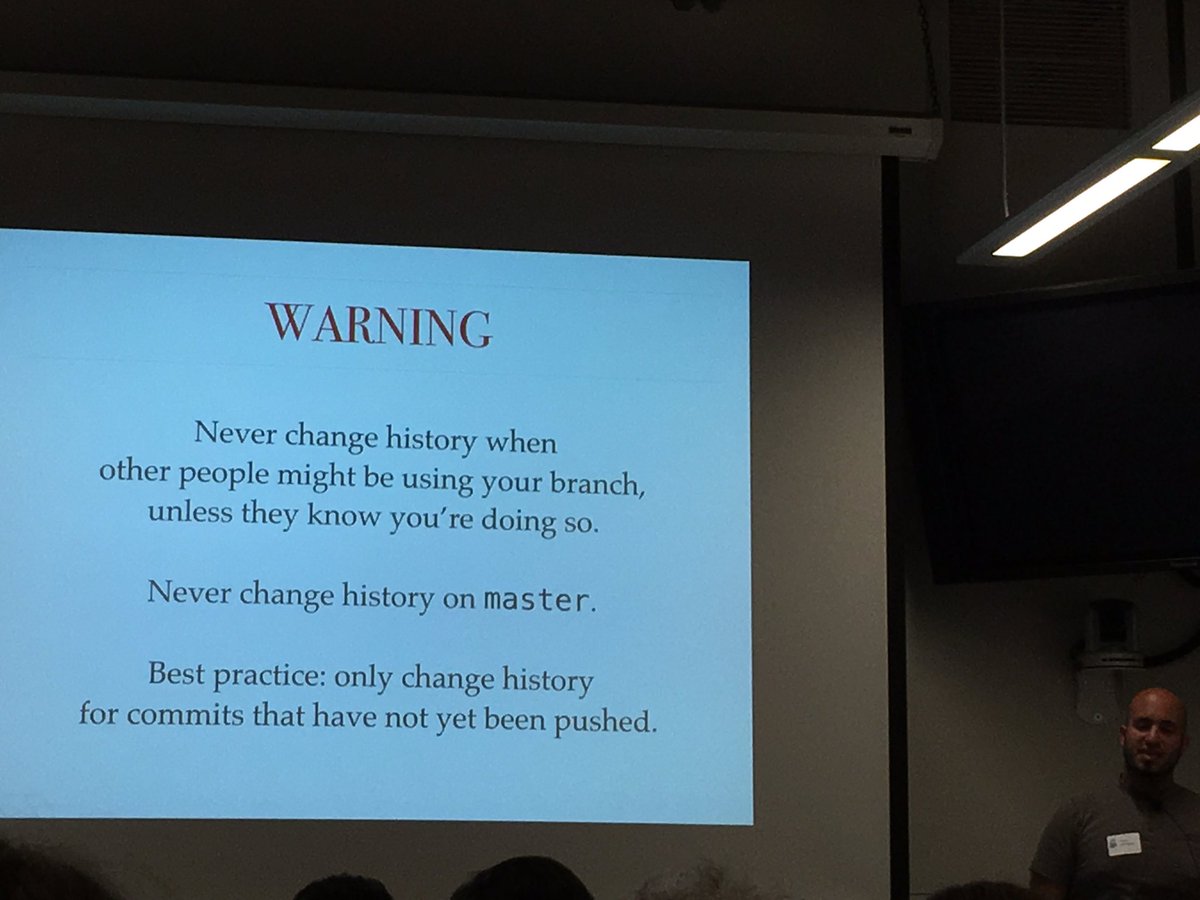 WARNING
Never change history when
other people might be using your branch,
unless they know you’re doing so.
Never change history on master.
Best practice: only change history
for commits that have not yet been pushed.